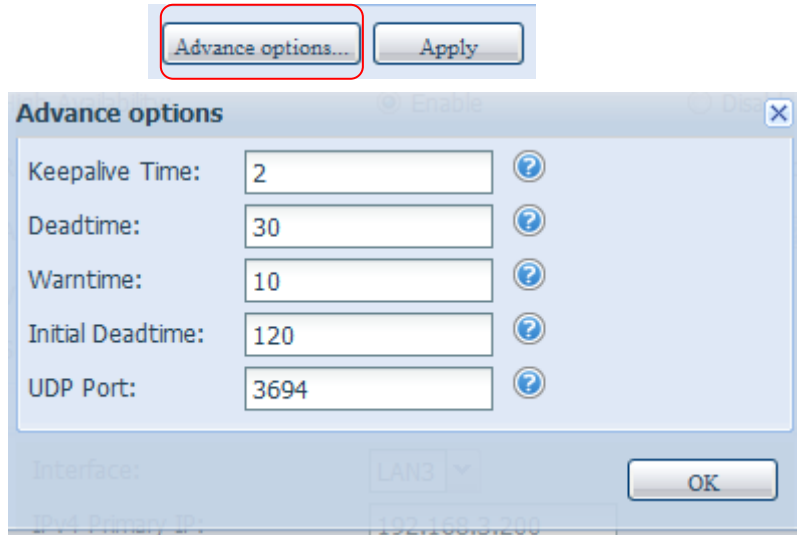 Advance options...
Apply
Enable
Advance options
Keepalive Time: 2
Deadtime: 30
Warntime: 10
Initial Deadtime: 120
UDP Port: 3694
Interface: LAN3
OK
IPv4 Primary IP: 192.168.3.200